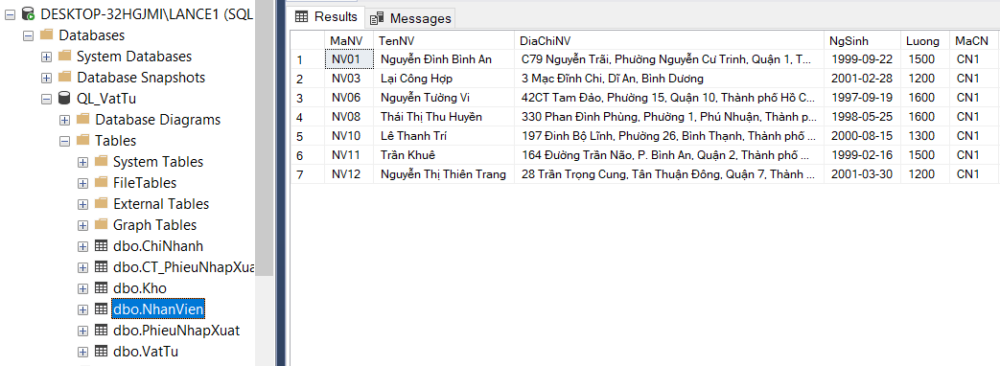 DESKTOP-32HGJMI\LANCE1 (SQL
Databases
System Databases
Database Snapshots
QL_VatTu
Database Diagrams
Tables
System Tables
FileTables
External Tables
Graph Tables
dbo.ChiNhanh
dbo.CT_PhieuNhapXua
dbo.Kho
dbo.NhanVien
dbo.PhieuNhapXuat
dbo.VatTu
Results Messages
MaNV TenNV DiaChiNV NgSinh Luong MaCN
1 NV01 Nguyễn Đình Bình An C79 Nguyễn Trãi, Phường Nguyễn Cư Trinh, Quận 1, T... 1999-09-22 1500 CN1
2 NV03 Lại Công Hợp 3 Mạc Đĩnh Chi, Dĩ An, Bình Dương 2001-02-28 1200 CN1
3 NV06 Nguyễn Tường Vi 42CT Tam Đảo, Phường 15, Quận 10, Thành phố Hồ C... 1997-09-19 1600 CN1
4 NV08 Thái Thị Thu Huyền 330 Phan Đình Phùng, Phường 1, Phú Nhuận, Thành p... 1998-05-25 1600 CN1
5 NV10 Lê Thanh Trí 197 Đinh Bộ Lĩnh, Phường 26, Bình Thạnh, Thành phố ... 2000-08-15 1300 CN1
6 NV11 Trần Khuê 164 Đường Trần Não, P. Bình An, Quận 2, Thành phố ... 1999-02-16 1500 CN1
7 NV12 Nguyễn Thị Thiên Trang 28 Trần Trọng Cung, Tân Thuận Đông, Quận 7, Thành ... 2001-03-30 1200 CN1